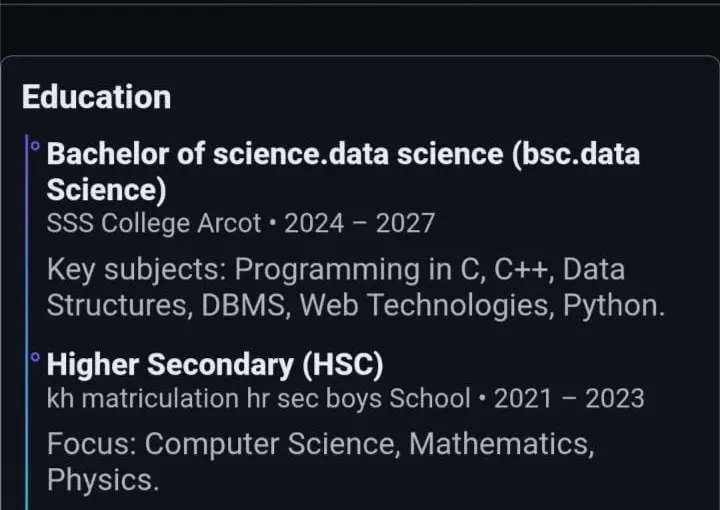 Education
Bachelor of science.data science (bsc.data
Science)
SSS College Arcot • 2024 – 2027
Key subjects: Programming in C, C++, Data
Structures, DBMS, Web Technologies, Python.
Higher Secondary (HSC)
kh matriculation hr sec boys School • 2021 – 2023
Focus: Computer Science, Mathematics,
Physics.